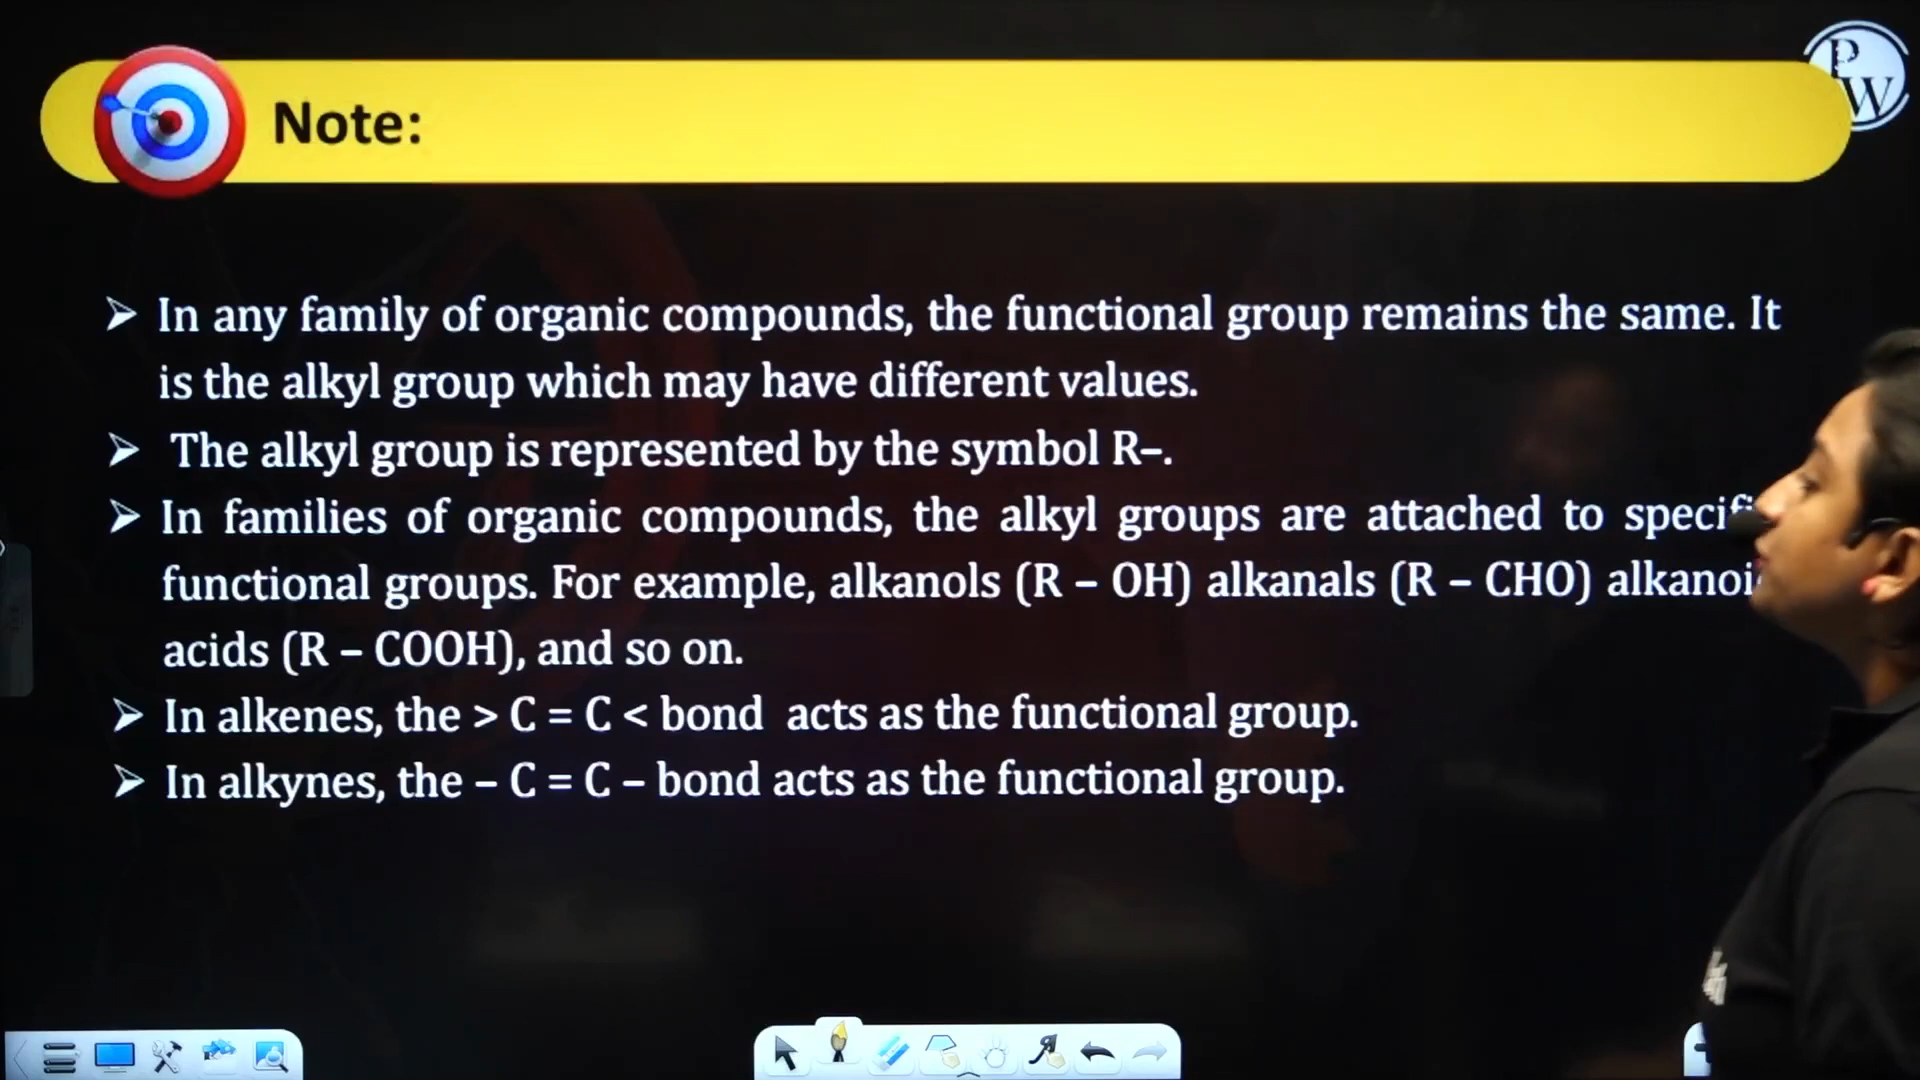 PW
Note:
➢ In any family of organic compounds, the functional group remains the same. It
is the alkyl group which may have different values.
➢ The alkyl group is represented by the symbol R–.
➢ In families of organic compounds, the alkyl groups are attached to
functional groups. For example, alkanols (R – OH) alkanals (R – CHO)
acids (R – COOH), and so on.
➢ In alkenes, the > C = C < bond acts as the functional group.
➢ In alkynes, the – C = C – bond acts as the functional group.